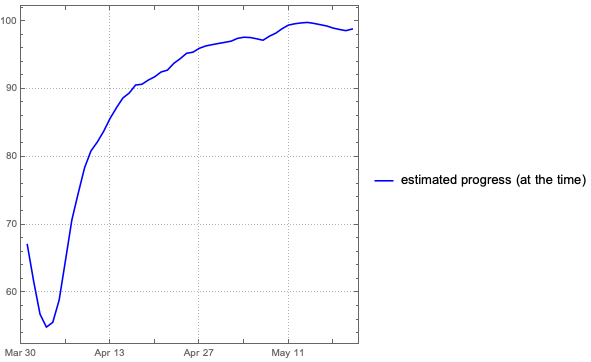 100
90
80
70
60
Mar 30
Apr 13
Apr 27
May 11
estimated progress (at the time)